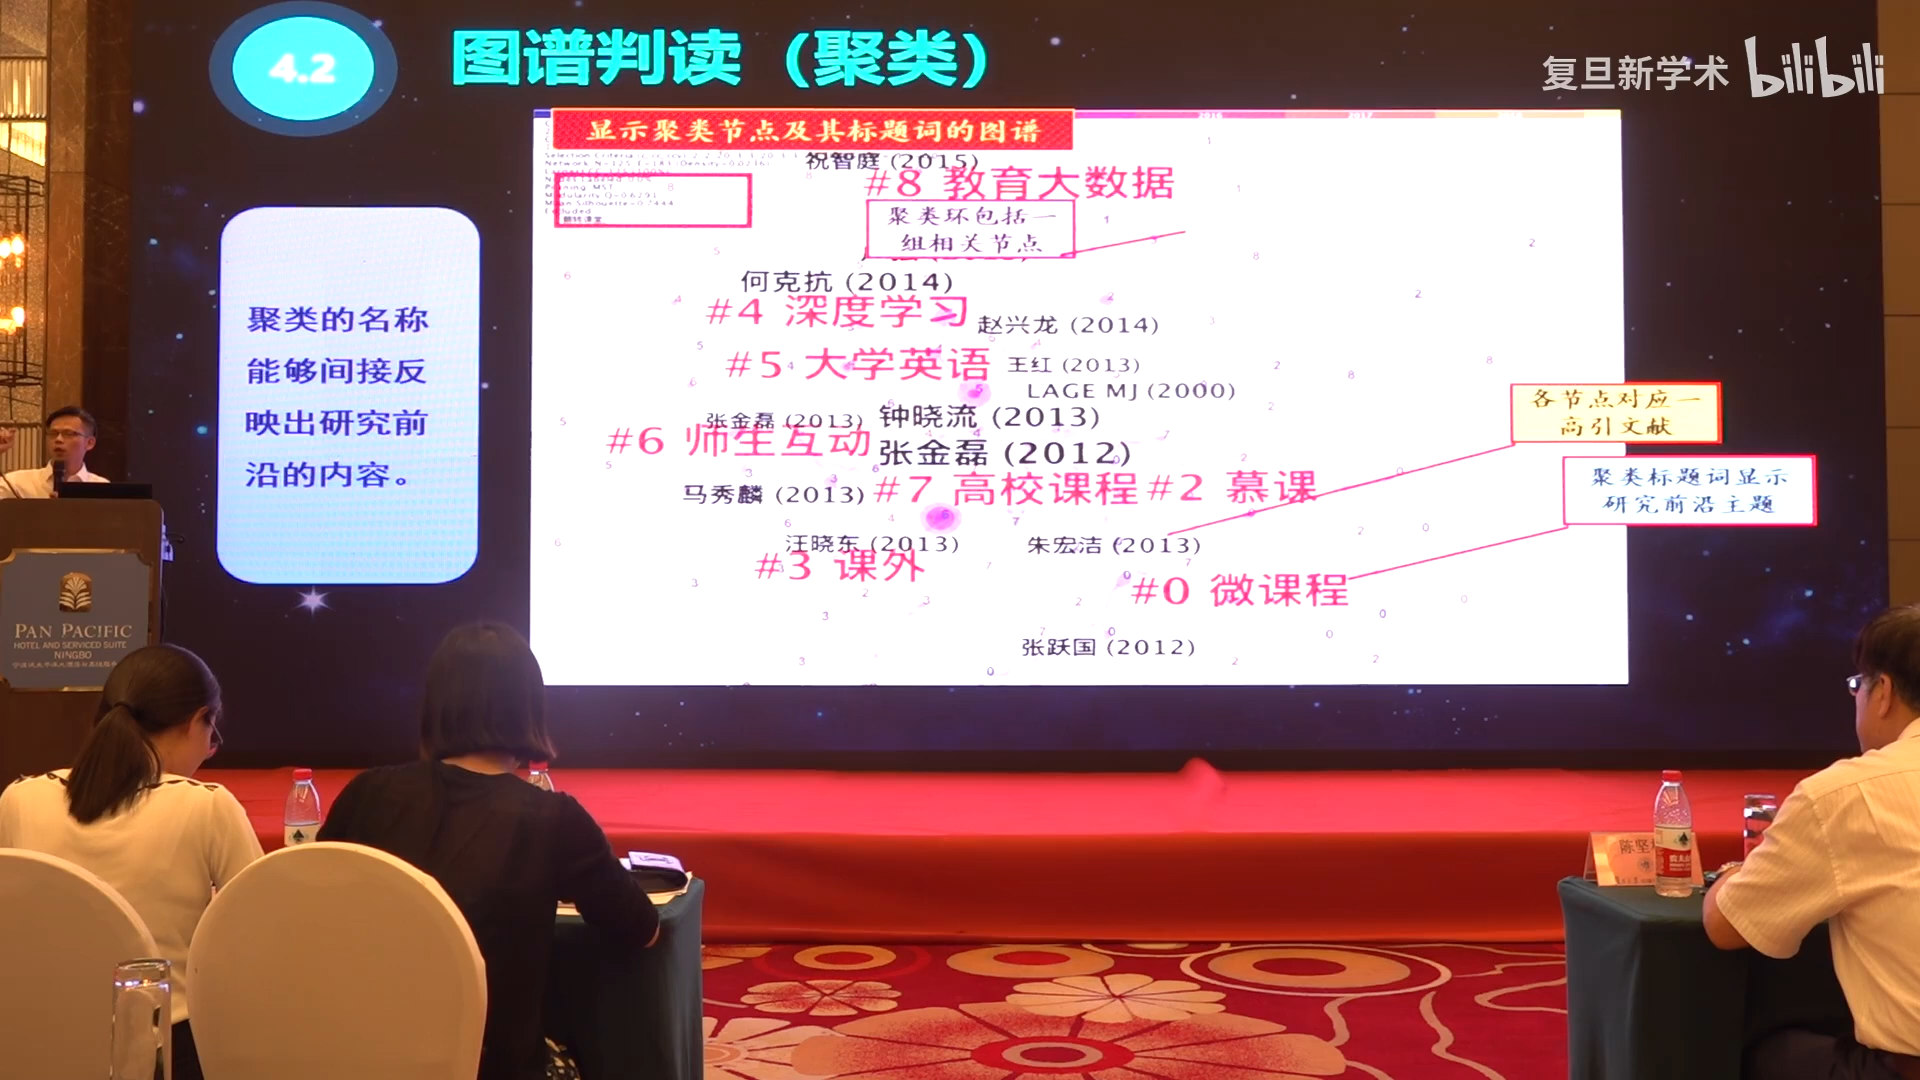 4.2
图谱判读（聚类）
复旦新学术 bilibili
显示聚类节点及其标题词的图谱
祝智庭 (2015)
#8 教育大数据
聚类环包括一
组相关节点
何克抗 (2014)
#4 深度学习
赵兴龙 (2014)
#5 大学英语
王红 (2013)
LAGE MJ (2000)
张金磊 (2013)
钟晓流 (2013)
#6 师生互动
张金磊 (2012)
马秀麟 (2013)
#7 高校课程
#2 慕课
汪晓东 (2013)
朱宏洁 (2013)
#3 课外
#0 微课程
张跃国 (2012)
各节点对应一
高引文献
聚类标题词显示
研究前沿主题
聚类的名称
能够间接反
映出研究前
沿的内容。
PAN PACIFIC
HOTEL AND SERVICED SUITE
NINGBO